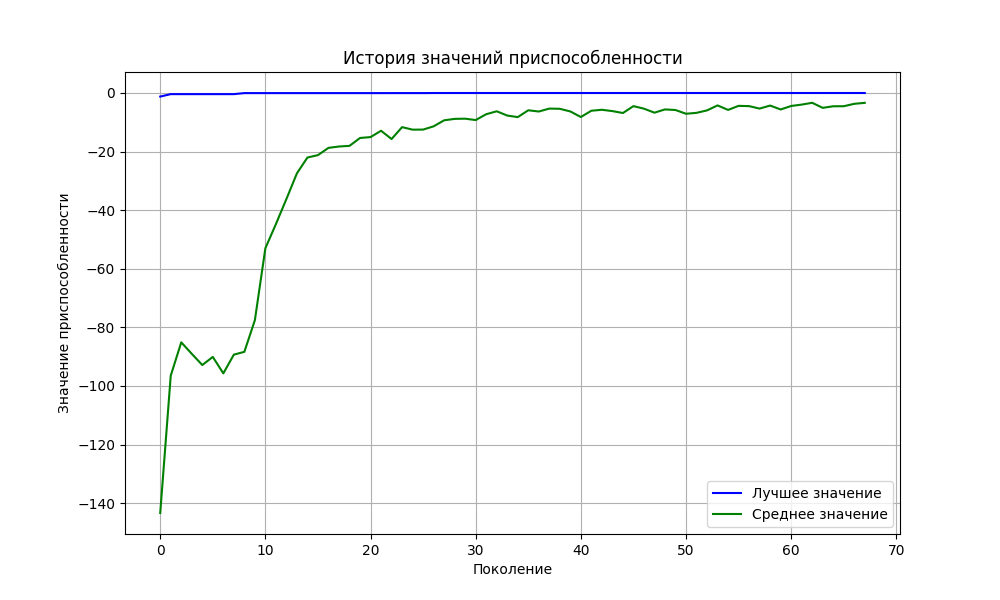 История значений приспособленности
Значение приспособленности
0
−20
−40
−60
−80
−100
−120
−140
0 10 20 30 40 50 60 70
Поколение
Лучшее значение
Среднее значение